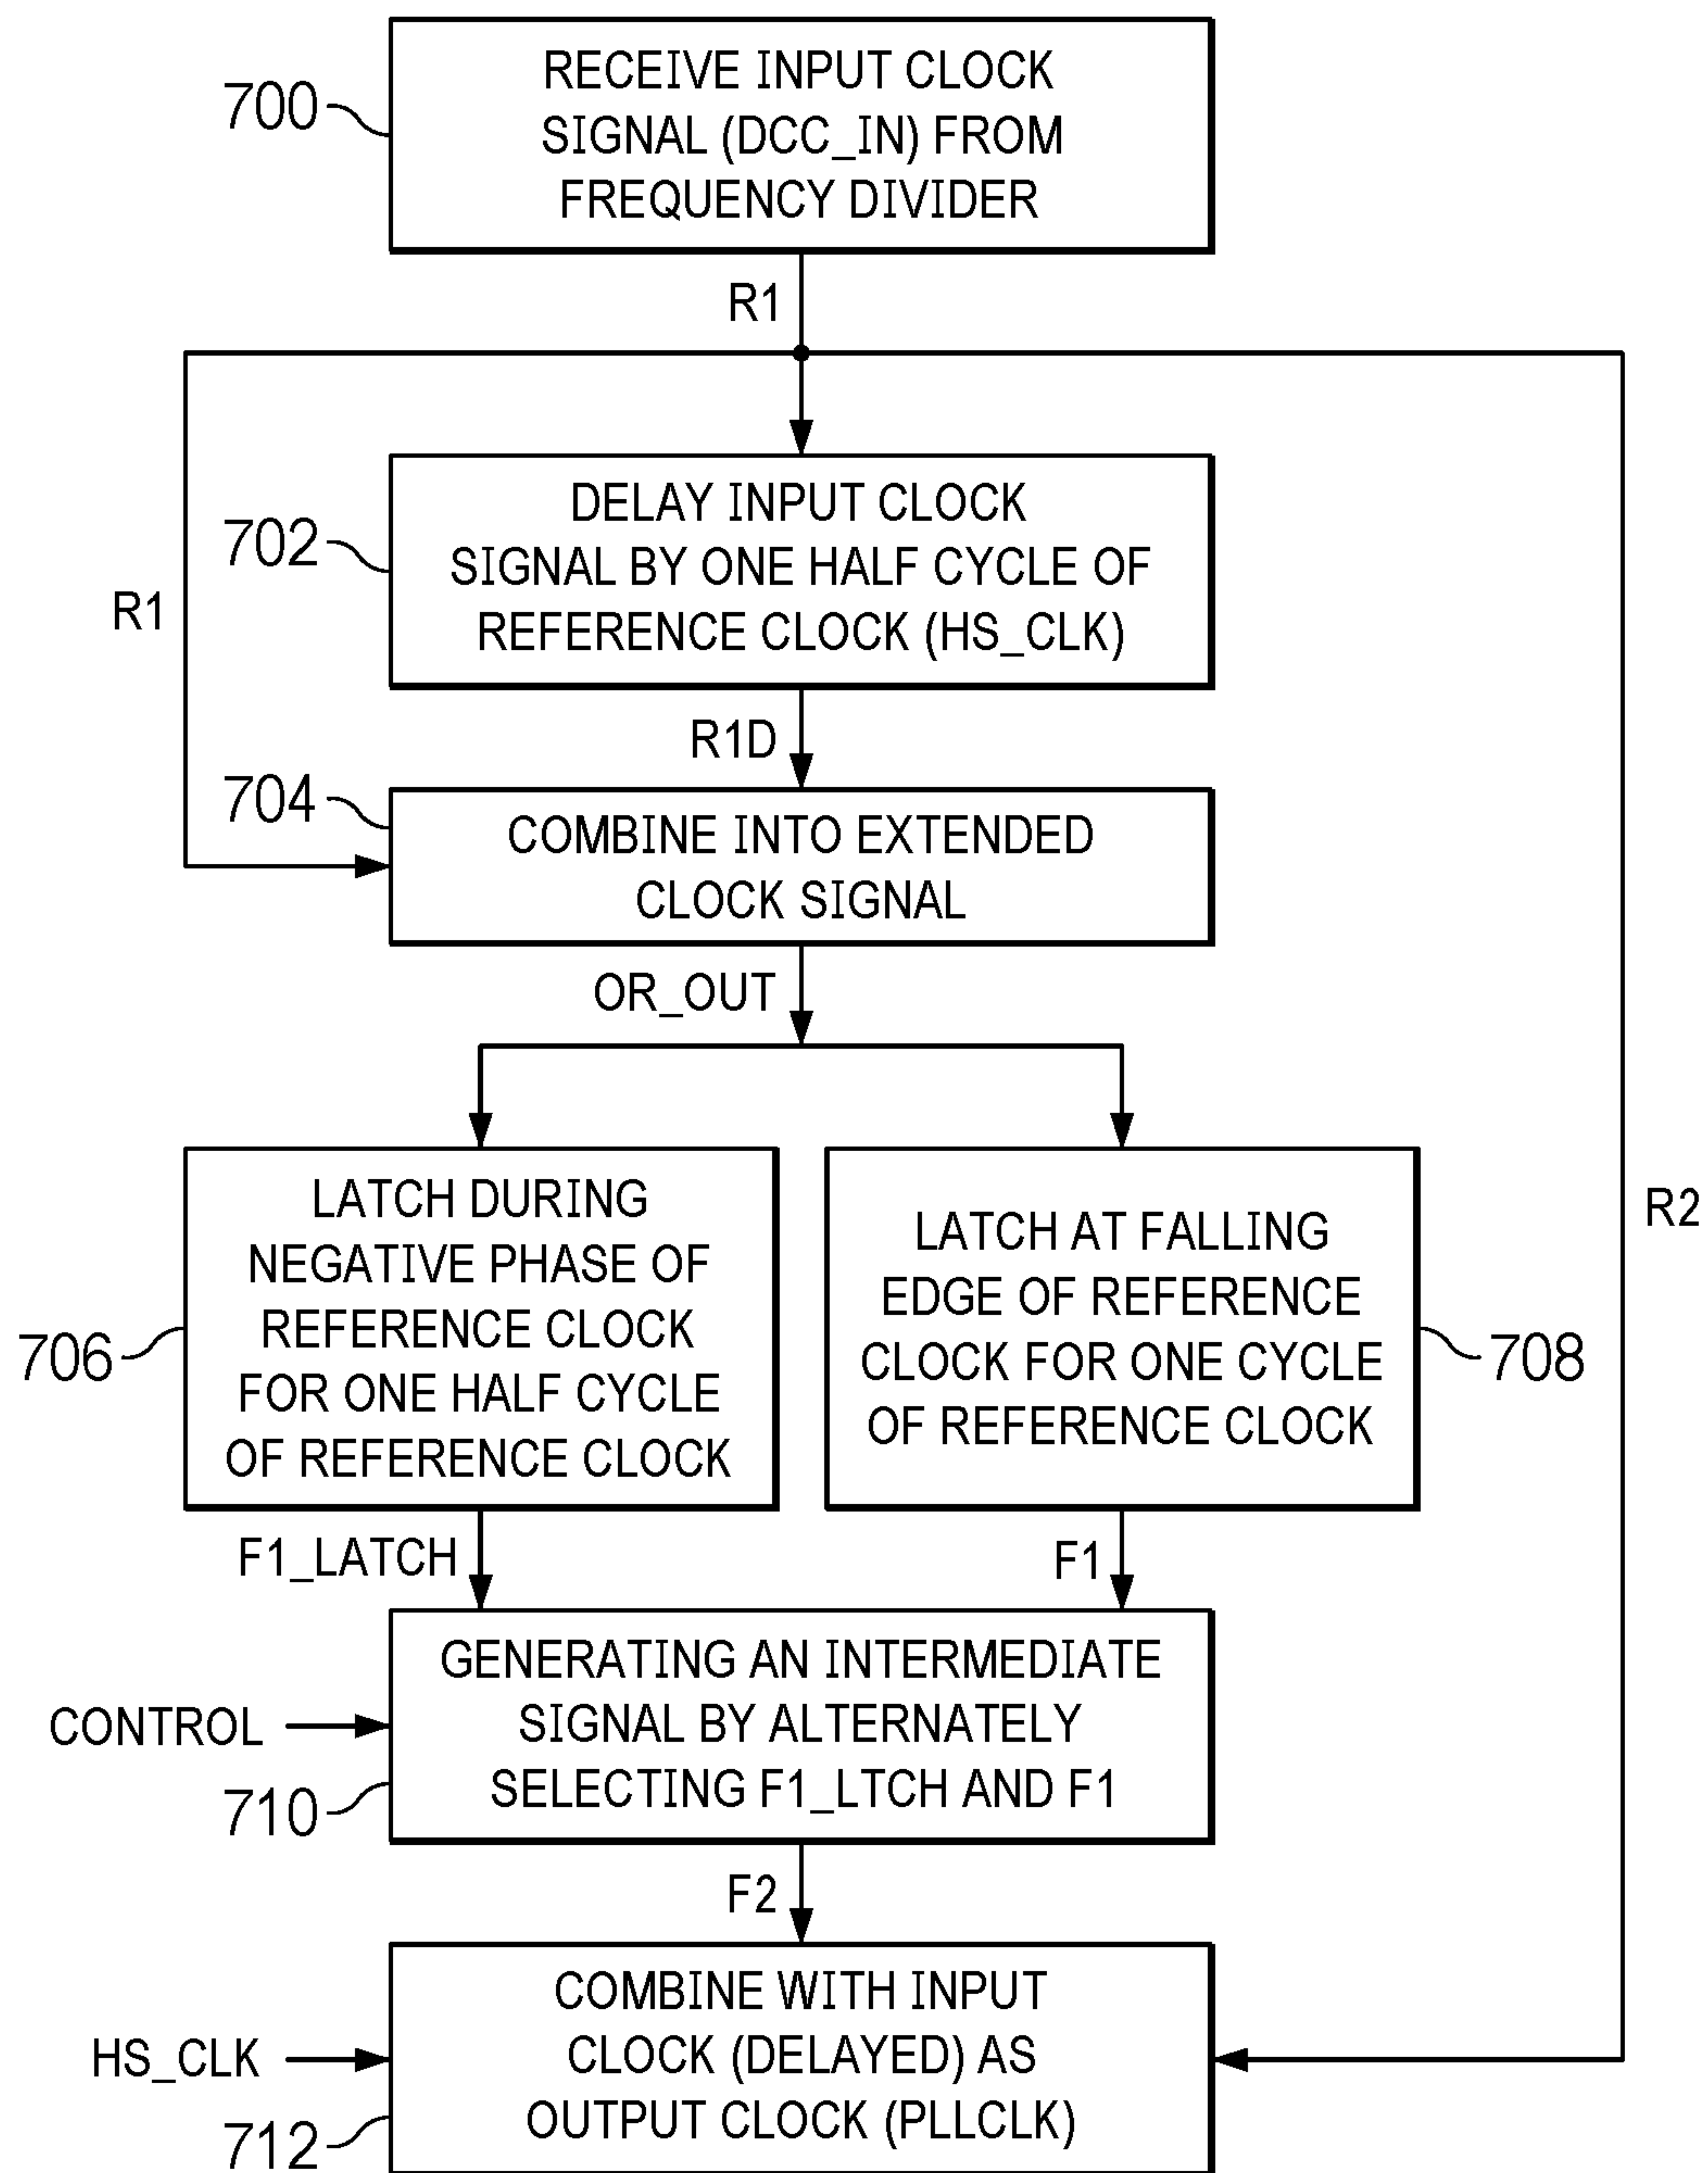 700
RECEIVE INPUT CLOCK
SIGNAL (DCC_IN) FROM
FREQUENCY DIVIDER
R1
702
DELAY INPUT CLOCK
SIGNAL BY ONE HALF CYCLE OF
REFERENCE CLOCK (HS_CLK)
R1
R1D
704
COMBINE INTO EXTENDED
CLOCK SIGNAL
OR_OUT
706
LATCH DURING
NEGATIVE PHASE OF
REFERENCE CLOCK
FOR ONE HALF CYCLE
OF REFERENCE CLOCK
LATCH AT FALLING
EDGE OF REFERENCE
CLOCK FOR ONE CYCLE
OF REFERENCE CLOCK
708
R2
F1_LATCH
F1
CONTROL
710
GENERATING AN INTERMEDIATE
SIGNAL BY ALTERNATELY
SELECTING F1_LTCH AND F1
F2
HS_CLK
712
COMBINE WITH INPUT
CLOCK (DELAYED) AS
OUTPUT CLOCK (PLLCLK)